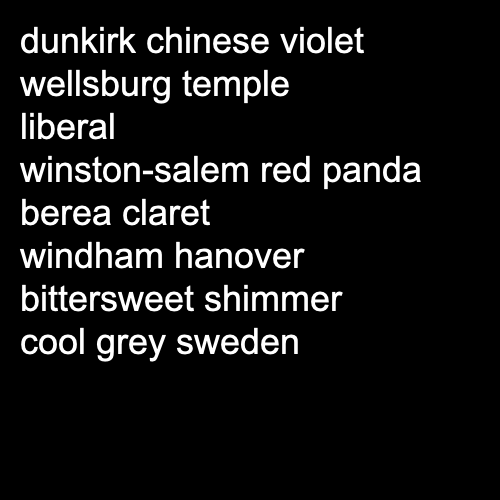 dunkirk chinese violet
wellsburg temple
liberal
winston-salem red panda
berea claret
windham hanover
bittersweet shimmer
cool grey sweden